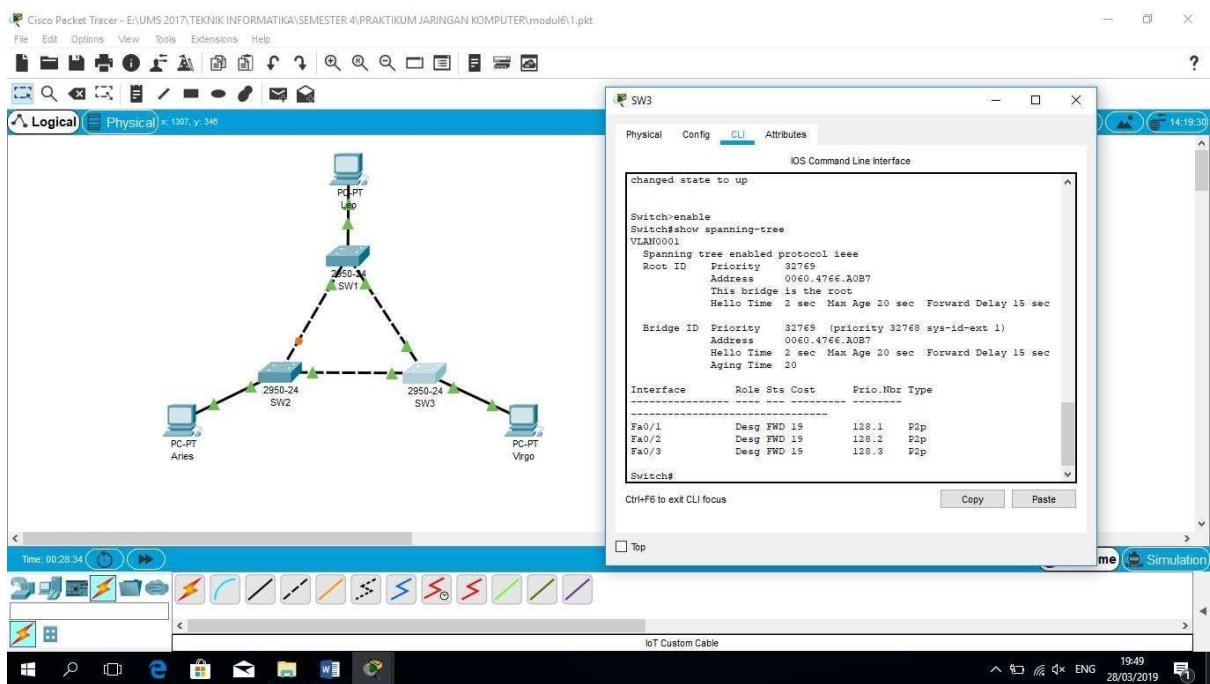 Cisco Packet Tracer - E:\UMS 2017\TEKNIK INFORMATIKA\SEMESTER 4\PRAKTIKUM JARINGAN KOMPUTER\modul6\1.pkt
File Edit Options View Tools Extensions Help
?
Logical
Physical
x: 1307, y: 346
14:19:30
PC-PT
Leo
2950-24
SW1
2950-24
SW2
2950-24
SW3
PC-PT
Aries
PC-PT
Virgo
SW3
Physical Config CLI Attributes
IOS Command Line Interface
changed state to up
Switch>enable
Switch#show spanning-tree
VLAN0001
Spanning tree enabled protocol ieee
Root ID Priority 32769
Address 0060.4766.A0B7
This bridge is the root
Hello Time 2 sec Max Age 20 sec Forward Delay 15 sec
Bridge ID Priority 32769 (priority 32768 sys-id-ext 1)
Address 0060.4766.A0B7
Hello Time 2 sec Max Age 20 sec Forward Delay 15 sec
Aging Time 20
Interface Role Sts Cost Prio.Nbr Type
---------------- ---- --- --------- -------- --------------------------------
Fa0/1 Desg FWD 19 128.1 P2p
Fa0/2 Desg FWD 19 128.2 P2p
Fa0/3 Desg FWD 19 128.3 P2p
Switch#
Ctrl+F6 to exit CLI focus
Copy
Paste
Top
Time: 00:28:34
me
Simulation
IoT Custom Cable
ENG
19:49
28/03/2019